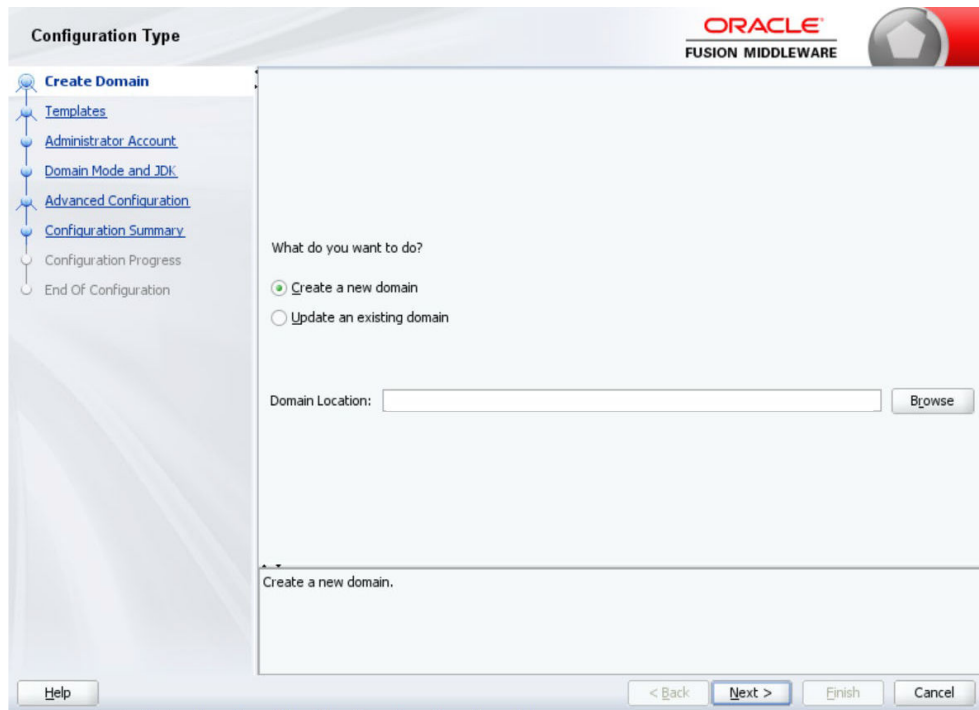 Configuration Type
ORACLE
FUSION MIDDLEWARE
Create Domain
Templates
Administrator Account
Domain Mode and JDK
Advanced Configuration
Configuration Summary
Configuration Progress
End Of Configuration
What do you want to do?
Create a new domain
Update an existing domain
Domain Location:
Browse
Create a new domain.
Help
< Back
Next >
Finish
Cancel